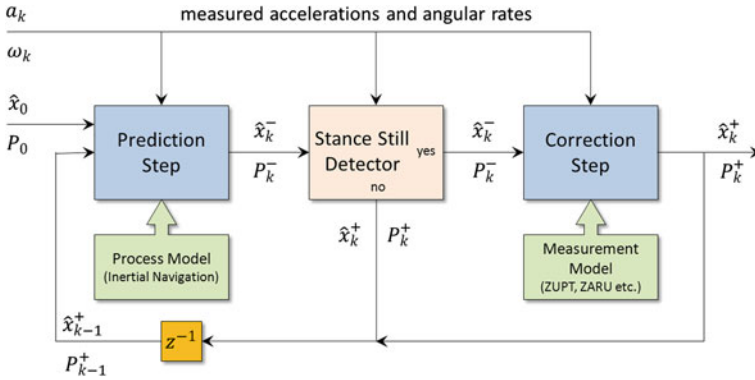 a_k measured accelerations and angular rates
ω_k
x̂_0
P_0
Prediction
Step
x̂_k^-
P_k^-
Stance Still
Detector
yes
no
x̂_k^-
P_k^-
Correction
Step
x̂_k^+
P_k^+
Process Model
(Inertial Navigation)
x̂_k^+ P_k^+
Measurement
Model
(ZUPT, ZARU etc.)
x̂_{k-1}^+
P_{k-1}^+
z^{-1}